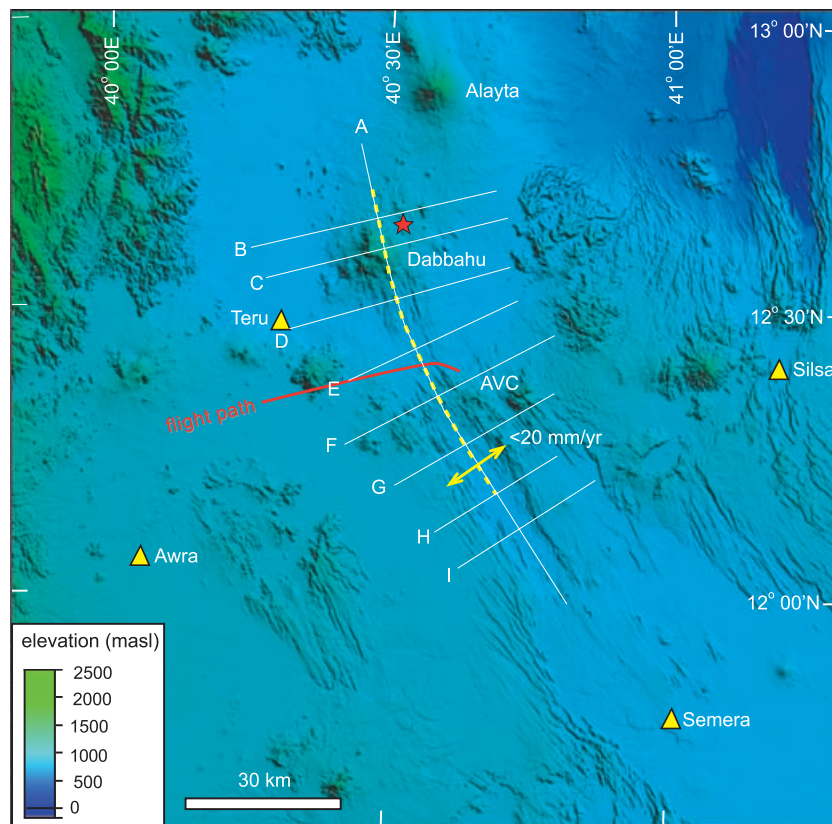 40° 00'E
40° 30'E
41° 00'E
13° 00'N
Alayta
A
B
C
Dabbahu
Teru
D
12° 30'N
Silsa
E
AVC
flight path
F
<20 mm/yr
G
H
Awra
I
12° 00'N
elevation (masl)
2500
2000
1500
1000
500
0
Semera
30 km